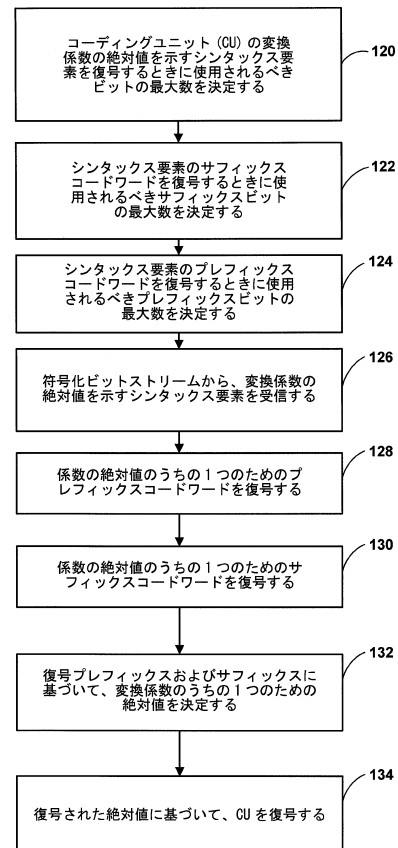 コーディングユニット(CU)の変換
係数の絶対値を示すシンタックス要
素を復号するときに使用されるべき
ビットの最大数を決定する
120
シンタックス要素のサフィックス
コードワードを復号するときに使
用されるべきサフィックスビット
の最大数を決定する
122
シンタックス要素のプレフィックス
コードワードを復号するときに使用
されるべきプレフィックスビットの
最大数を決定する
124
符号化ビットストリームから、変換係数の
絶対値を示すシンタックス要素を受信する
126
係数の絶対値のうちの1つのためのプ
レフィックスコードワードを復号する
128
係数の絶対値のうちの1つのためのサ
フィックスコードワードを復号する
130
復号プレフィックスおよびサフィックスに
基づいて、変換係数のうちの1つのための
絶対値を決定する
132
復号された絶対値に基づいて、CUを復号する
134